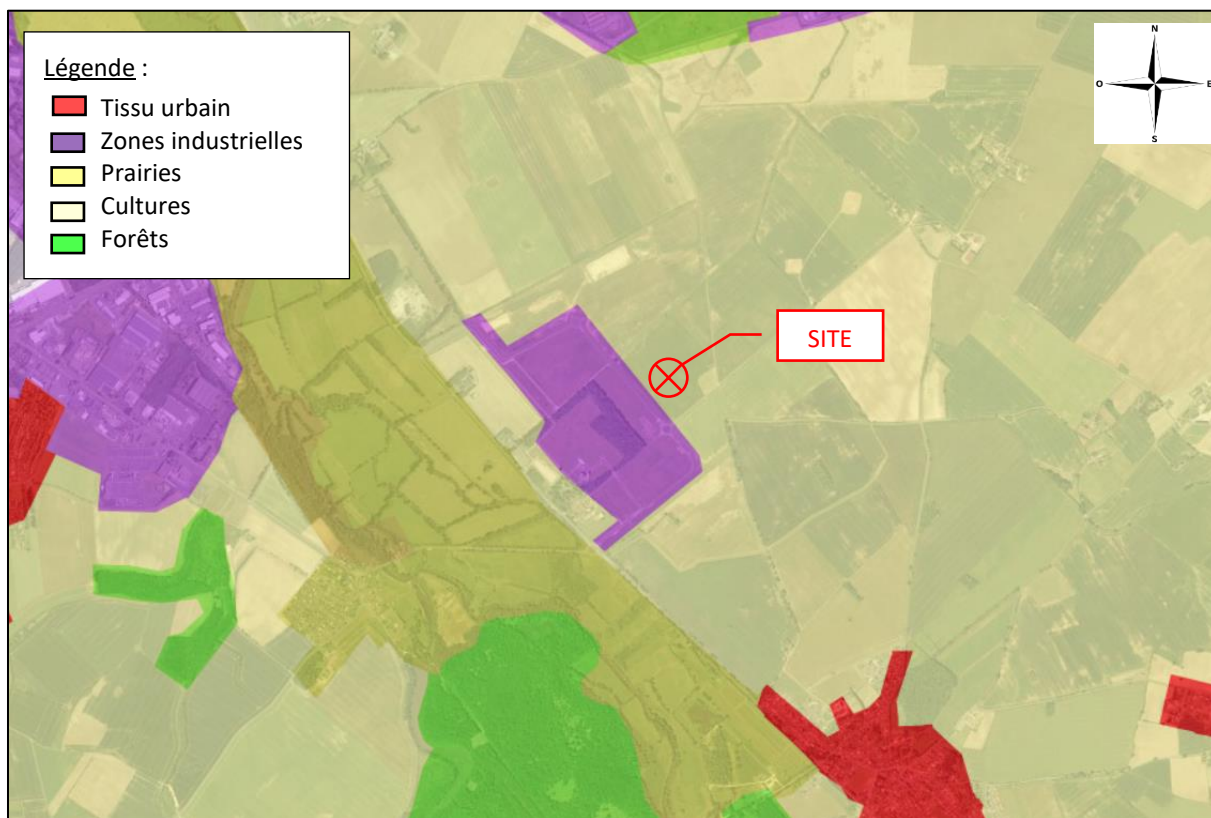 Légende :
Tissu urbain
Zones industrielles
Prairies
Cultures
Forêts
N
O
E
S
SITE